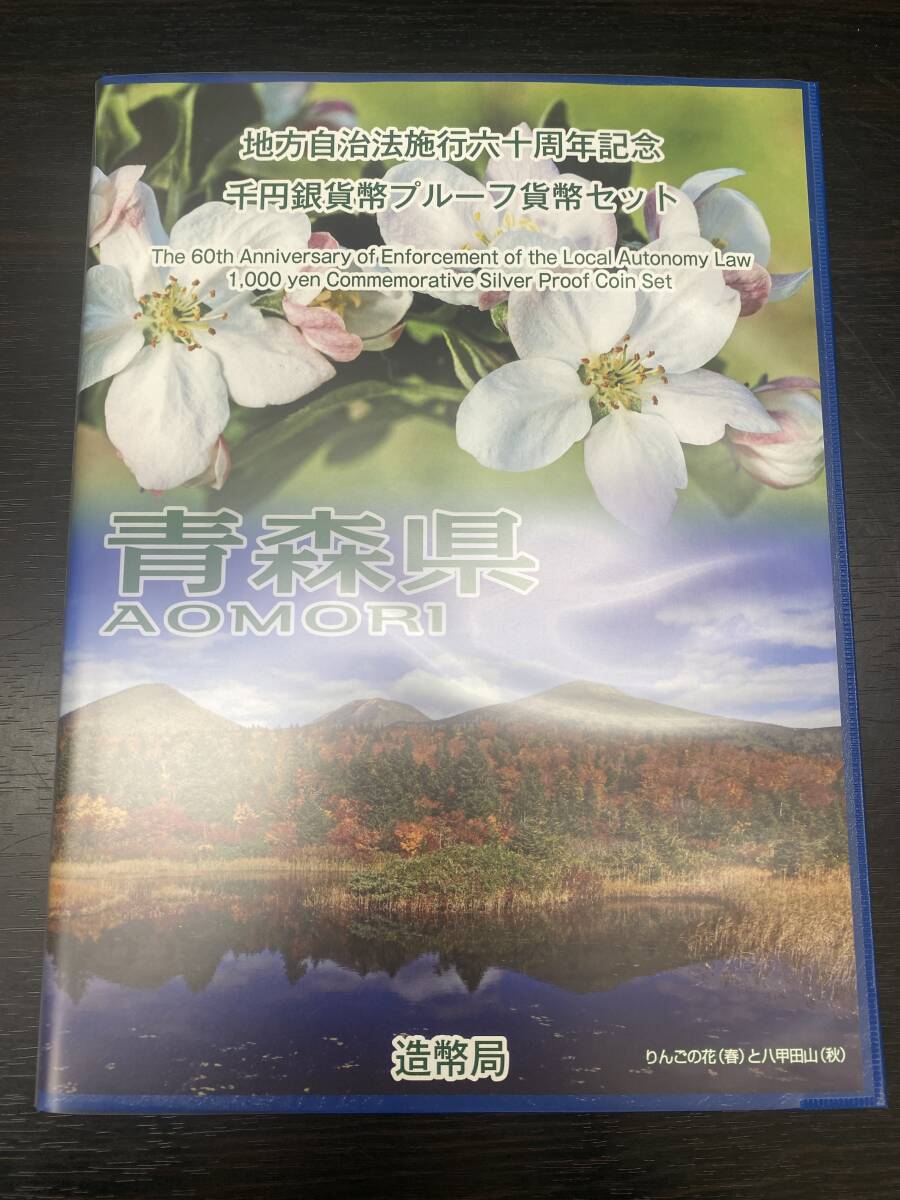 地方自治法施行六十周年記念
千円銀貨幣プルーフ貨幣セット
The 60th Anniversary of Enforcement of the Local Autonomy Law
1,000 yen Commemorative Silver Proof Coin Set
青森県
AOMORI
造幣局
りんごの花(春)と八甲田山(秋)